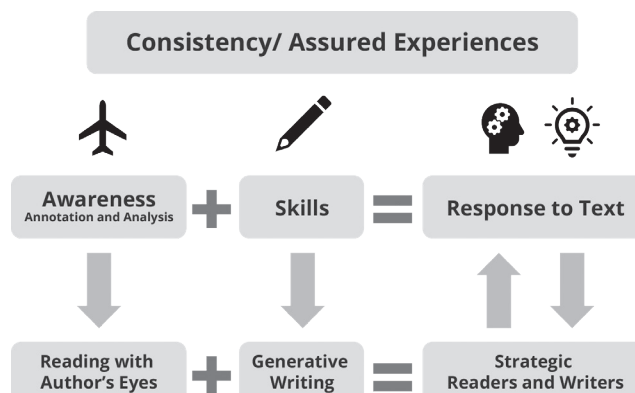 Consistency/ Assured Experiences
Awareness
Annotation and Analysis
+
Skills
=
Response to Text
Reading with
Author's Eyes
+
Generative
Writing
=
Strategic
Readers and Writers